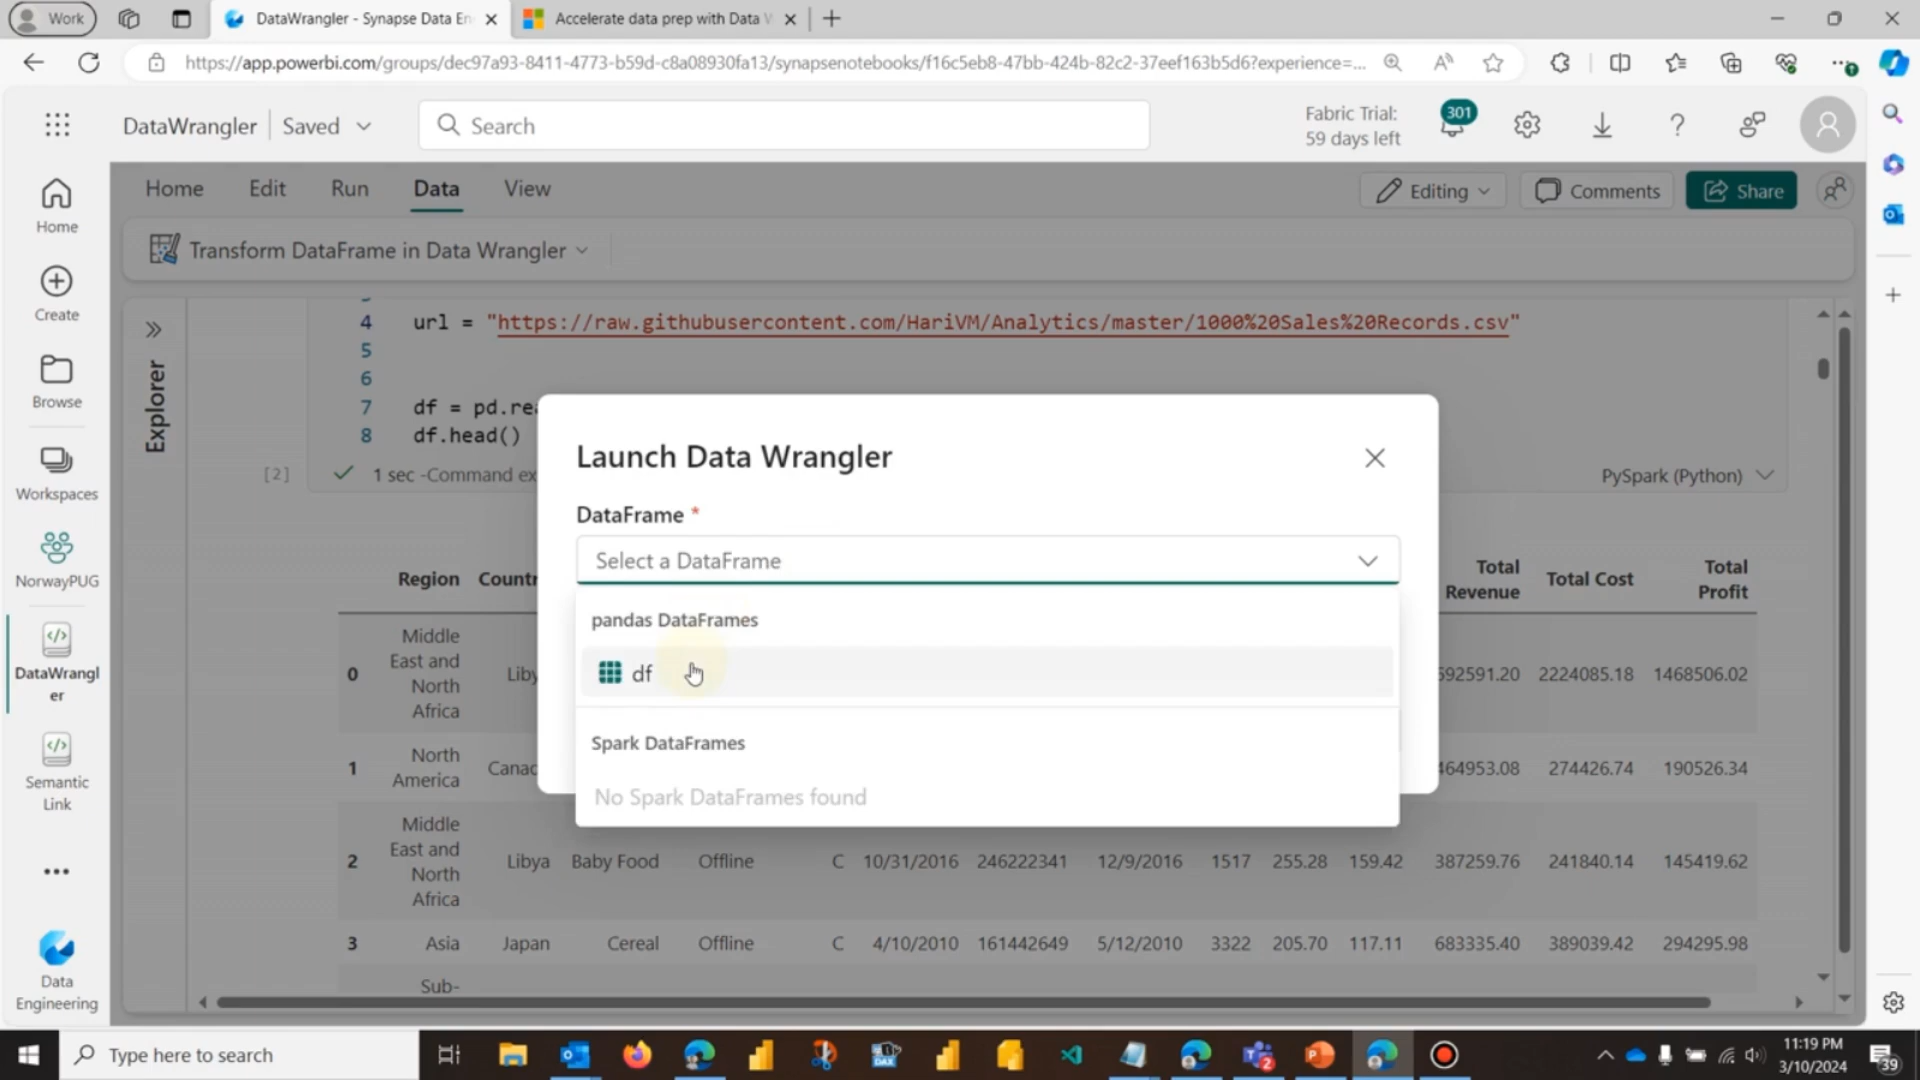 Work
DataWrangler - Synapse Data En
Accelerate data prep with Data W
https://app.powerbi.com/groups/dec97a93-8411-4773-b59d-c8a08930fa13/synapsenotebooks/f16c5eb8-47bb-424b-82c2-37eef163b5d6?experience=...
DataWrangler
Saved
Search
Fabric Trial:
59 days left
301
Home
Edit
Run
Data
View
Editing
Comments
Share
Transform DataFrame in Data Wrangler
Home
Create
Browse
Workspaces
NorwayPUG
DataWrangl
er
Semantic
Link
Data
Engineering
Explorer
4 url = "https://raw.githubusercontent.com/HariVM/Analytics/master/1000%20Sales%20Records.csv"
5
6
7 df = pd.rea
8 df.head()
[2] 1 sec -Command ex
PySpark (Python)
Launch Data Wrangler
DataFrame *
Select a DataFrame
pandas DataFrames
df
Spark DataFrames
No Spark DataFrames found
Region Countr Total Revenue Total Cost Total Profit
0 Middle East and North Africa Liby 592591.20 2224085.18 1468506.02
1 North America Canad 464953.08 274426.74 190526.34
2 Middle East and North Africa Libya Baby Food Offline C 10/31/2016 246222341 12/9/2016 1517 255.28 159.42 387259.76 241840.14 145419.62
3 Asia Japan Cereal Offline C 4/10/2010 161442649 5/12/2010 3322 205.70 117.11 683335.40 389039.42 294295.98
Sub-
Type here to search
DAX
2
11:19 PM
3/10/2024
39